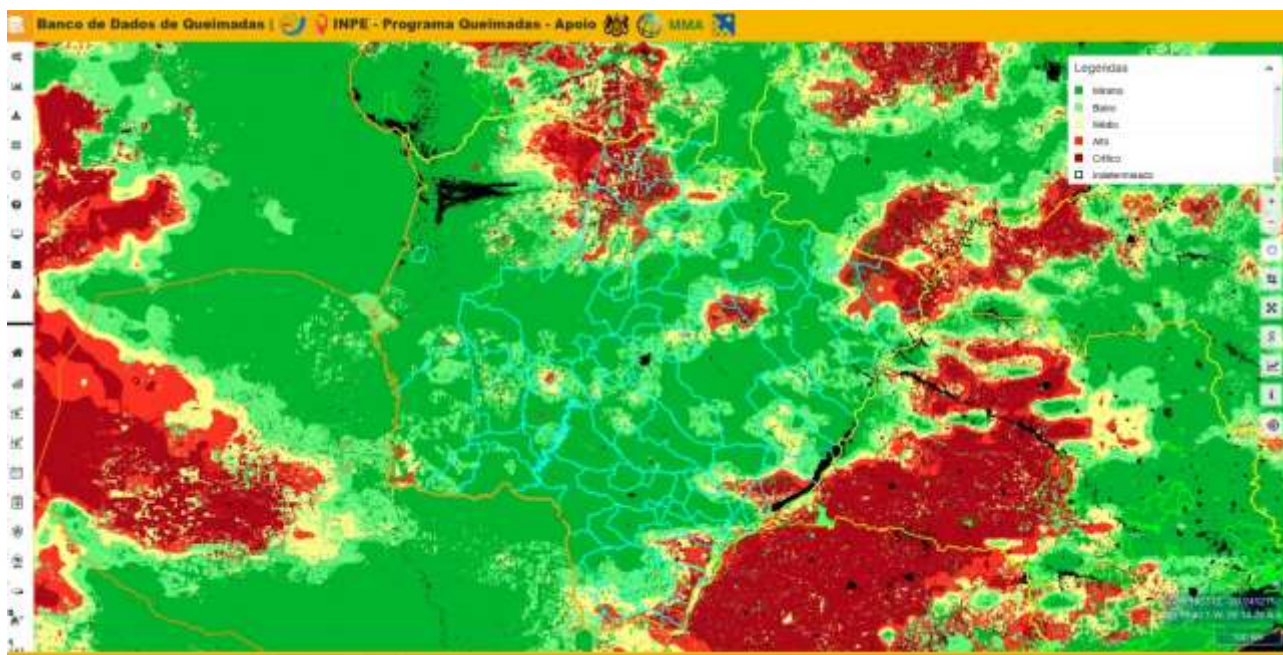 Banco de Dados de Queimadas | INPE - Programa Queimadas - Apoio MMA
Legendas
Mínimo
Baixo
Médio
Alto
Crítico
Indeterminado